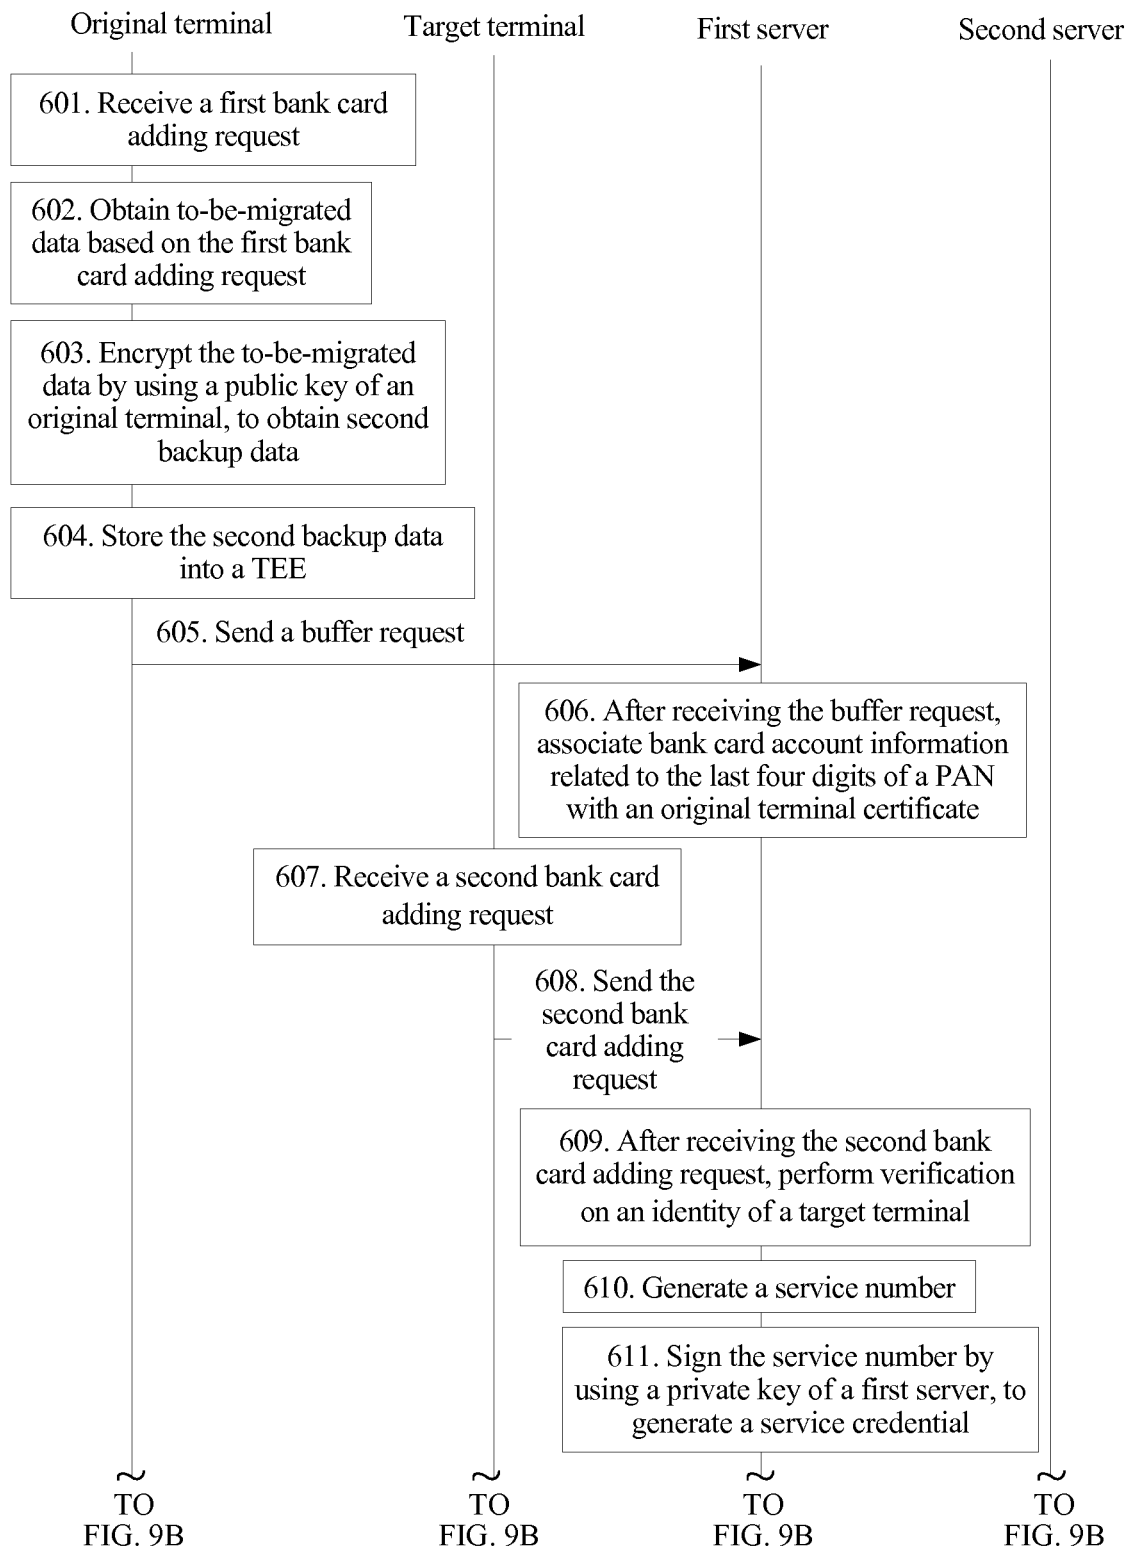 Original terminal
Target terminal
First server
Second server
601. Receive a first bank card
adding request
602. Obtain to-be-migrated
data based on the first bank
card adding request
603. Encrypt the to-be-migrated
data by using a public key of an
original terminal, to obtain second
backup data
604. Store the second backup data
into a TEE
605. Send a buffer request
606. After receiving the buffer request,
associate bank card account information
related to the last four digits of a PAN
with an original terminal certificate
607. Receive a second bank card
adding request
608. Send the
second bank
card adding
request
609. After receiving the second bank
card adding request, perform verification
on an identity of a target terminal
610. Generate a service number
611. Sign the service number by
using a private key of a first server, to
generate a service credential
TO
FIG. 9B
TO
FIG. 9B
TO
FIG. 9B
TO
FIG. 9B